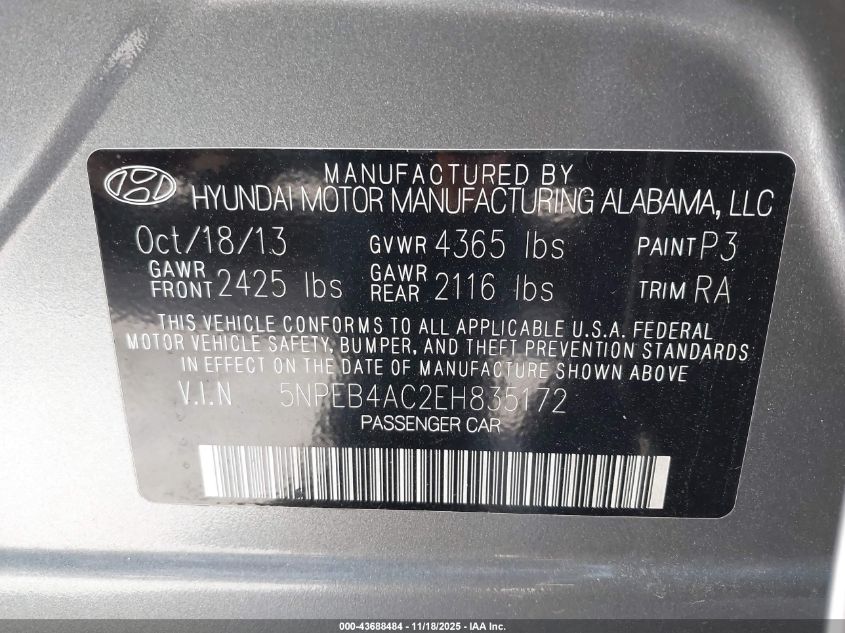 MANUFACTURED BY
HYUNDAI MOTOR MANUFACTURING ALABAMA, LLC
Oct/18/13 GVWR 4365 lbs PAINT P3
GAWR FRONT 2425 lbs GAWR REAR 2116 lbs TRIM RA
THIS VEHICLE CONFORMS TO ALL APPLICABLE U.S.A. FEDERAL
MOTOR VEHICLE SAFETY, BUMPER, AND THEFT PREVENTION STANDARDS
IN EFFECT ON THE DATE OF MANUFACTURE SHOWN ABOVE
V.I.N 5NPEB4AC2EH835172
PASSENGER CAR
000-43688484 - 11/18/2025 - IAA Inc.